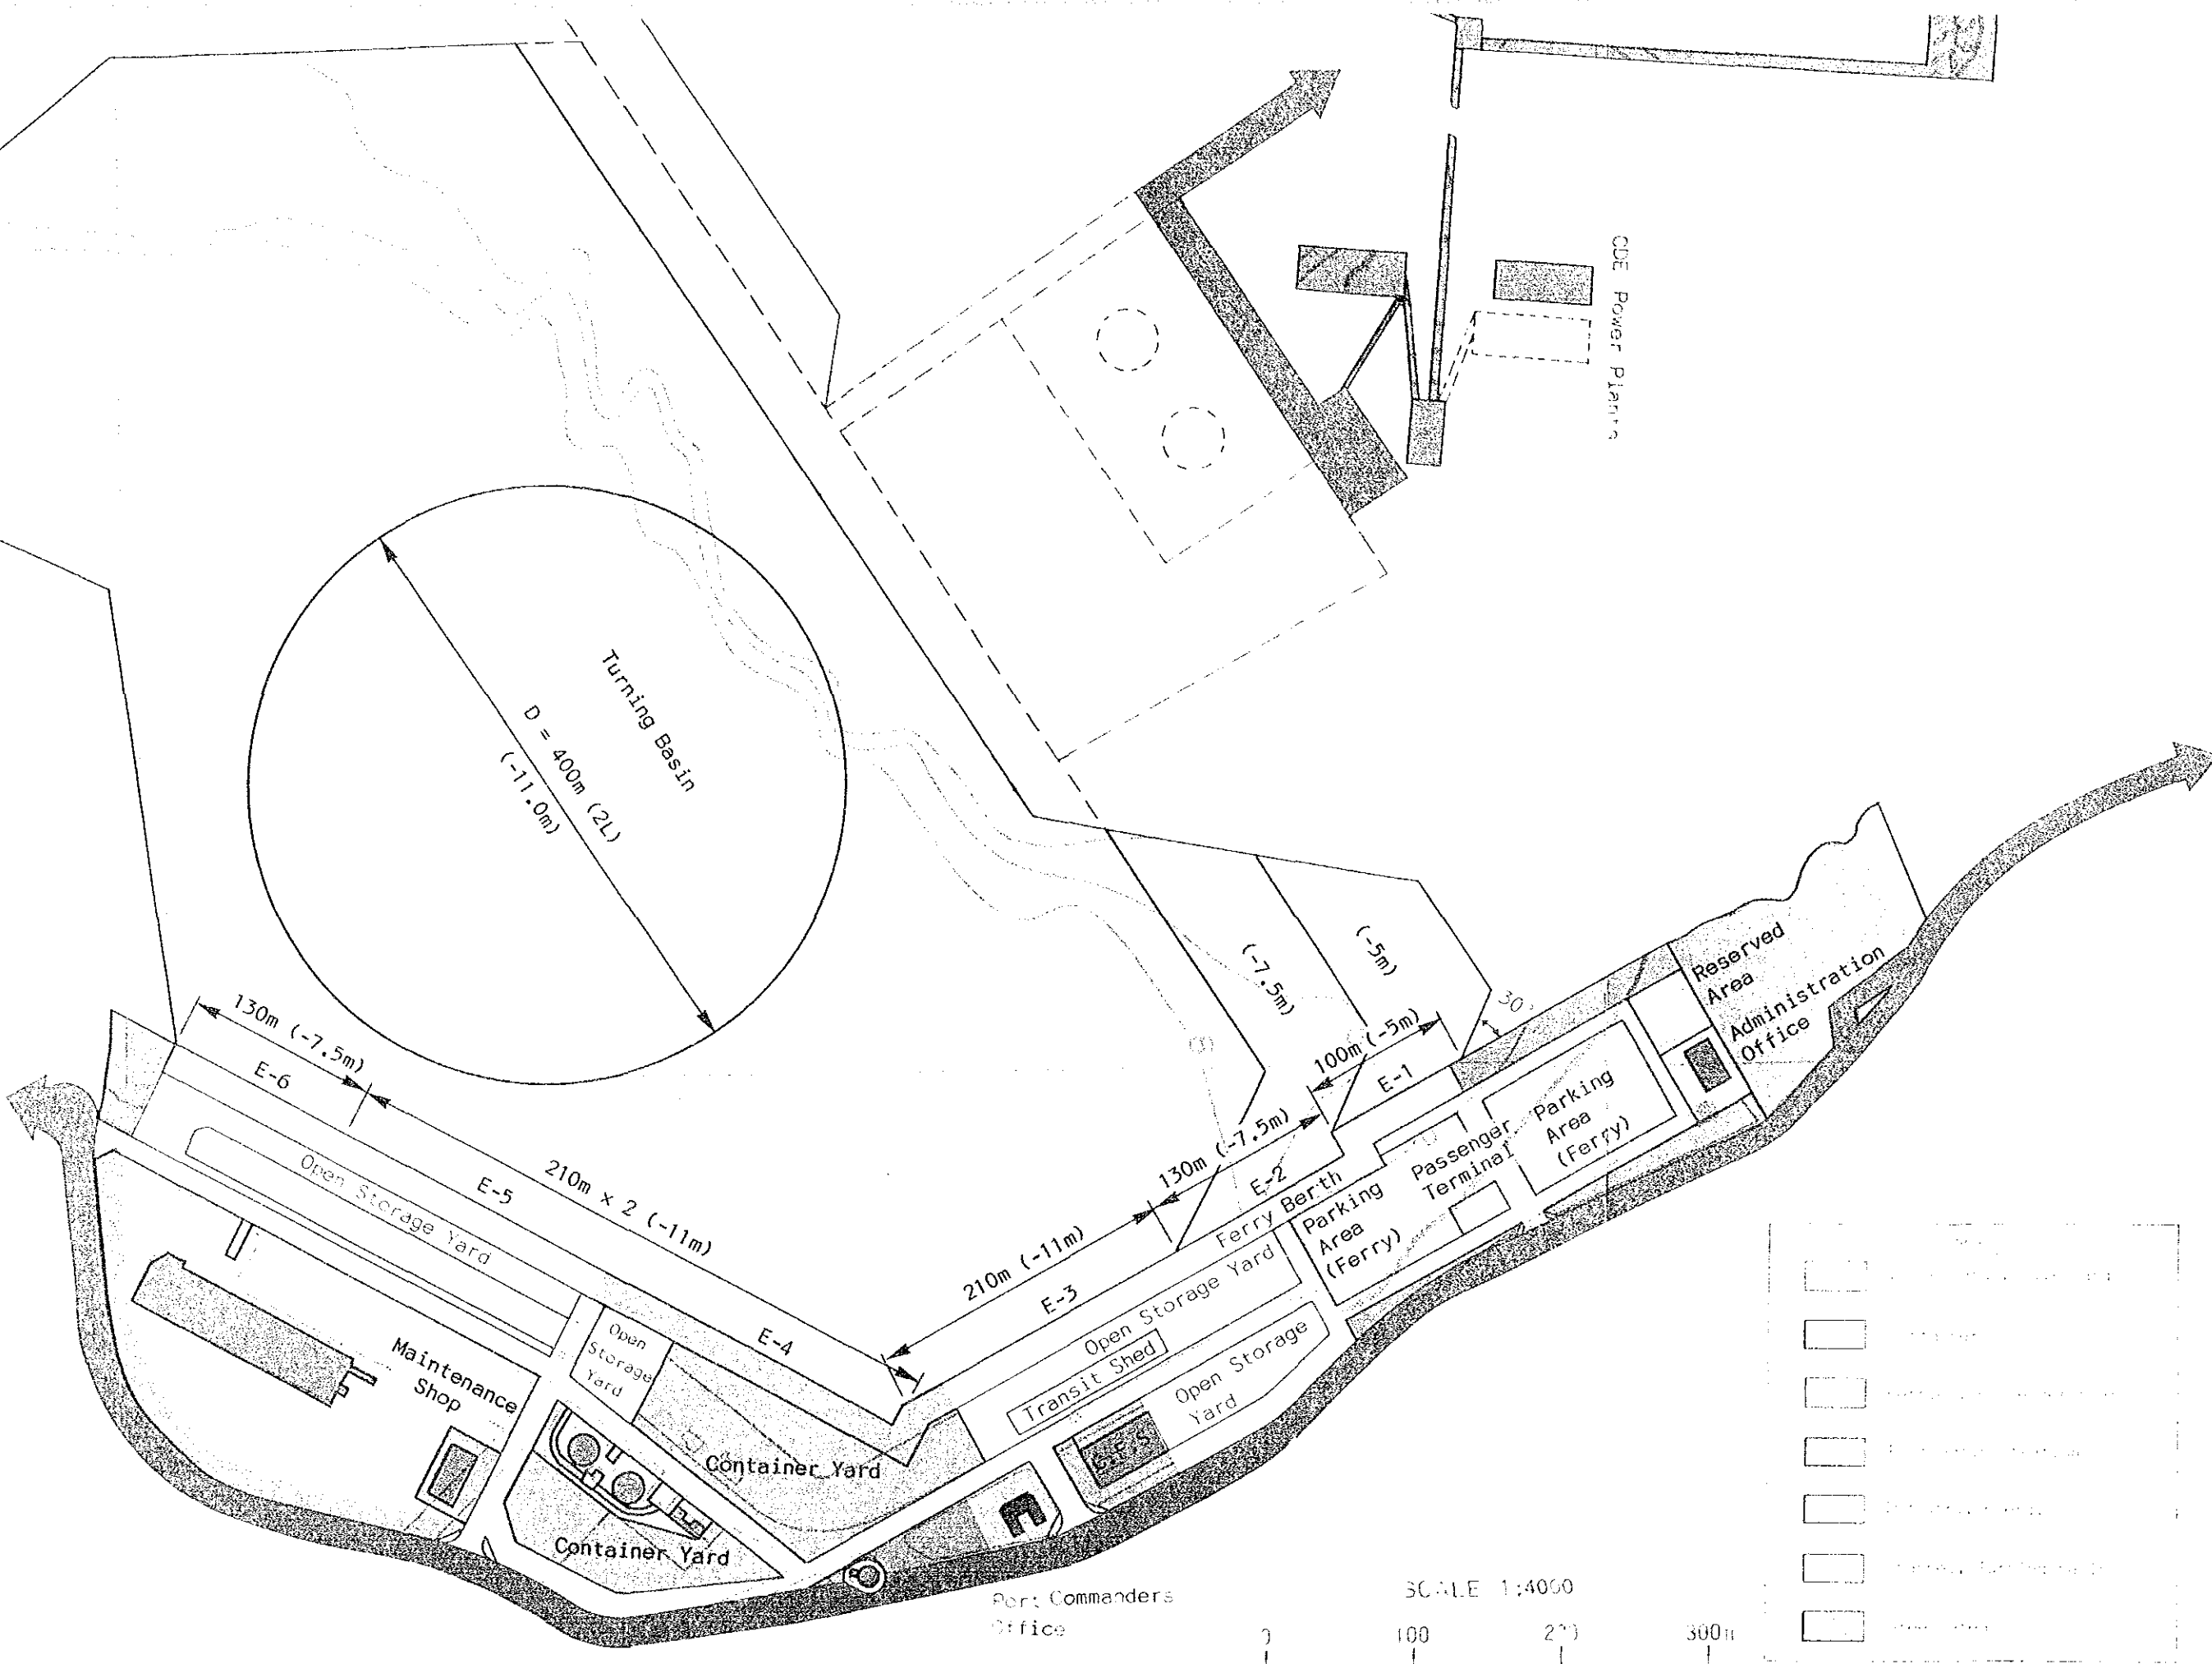 CDE Power Plants
Turning Basin
D = 400m (2L)
(-11.0m)
(-7.5m)
(-5m)
30°
Reserved
Area
Administration
Office
130m (-7.5m)
E-6
100m (-5m)
E-1
Parking
Area
(Ferry)
Passenger
Terminal
130m (-7.5m)
E-2
Ferry Berth
Parking
Area
(Ferry)
Open Storage Yard
E-5
210m x 2 (-11m)
210m (-11m)
E-3
Open Storage Yard
Transit Shed
Open Storage
Yard
E-4
Open
Storage
Yard
Maintenance
Shop
C.F.S
Container Yard
Container Yard
Port Commanders
Office
SCALE 1:4000
0 100 200 300m